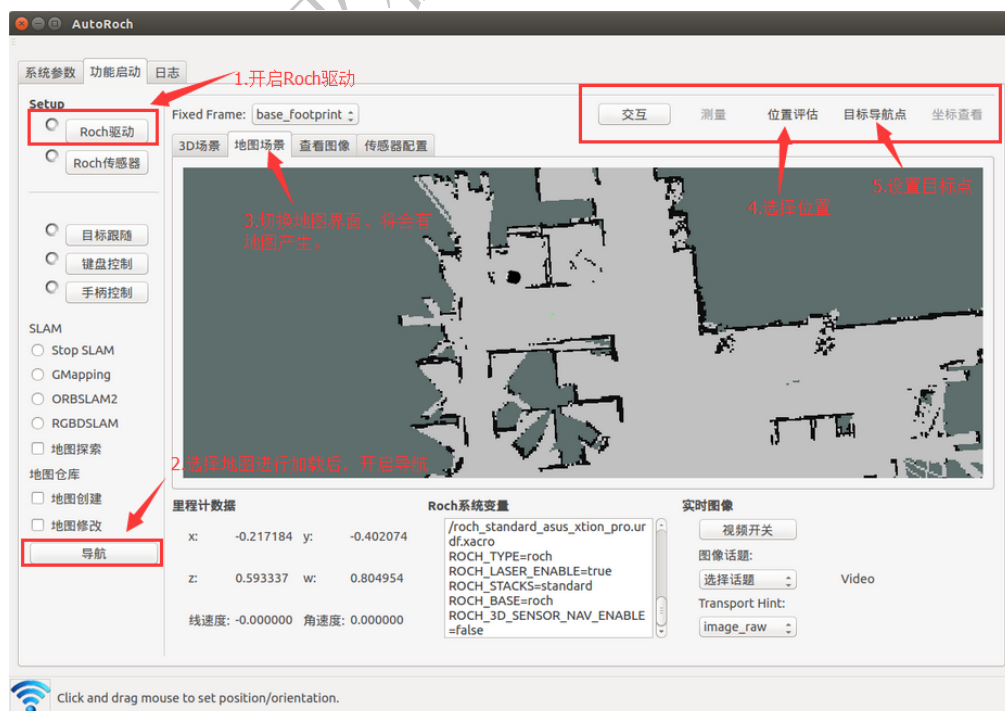 AutoRoch
系统参数 功能启动 日志
1.开启Roch驱动
Setup
Roch驱动
Roch传感器
目标跟随
键盘控制
手柄控制
SLAM
Stop SLAM
GMapping
ORBSLAM2
RGBDSLAM
地图探索
地图仓库
地图创建
地图修改
导航
Fixed Frame: base_footprint
交互 测量 位置评估 目标导航点 坐标查看
3D场景 地图场景 查看图像 传感器配置
3.切换地图界面、将会有
地图产生。
4.选择位置
5.设置目标点
2.选择地图进行加载后，开启导航
里程计数据
x: -0.217184 y: -0.402074
z: 0.593337 w: 0.804954
线速度: -0.000000 角速度: 0.000000
Roch系统变量
/roch_standard_asus_xtion_pro.ur
df.xacro
ROCH_TYPE=roch
ROCH_LASER_ENABLE=true
ROCH_STACKS=standard
ROCH_BASE=roch
ROCH_3D_SENSOR_NAV_ENABLE
=false
实时图像
视频开关
图像话题:
选择话题 Video
Transport Hint:
image_raw
Click and drag mouse to set position/orientation.